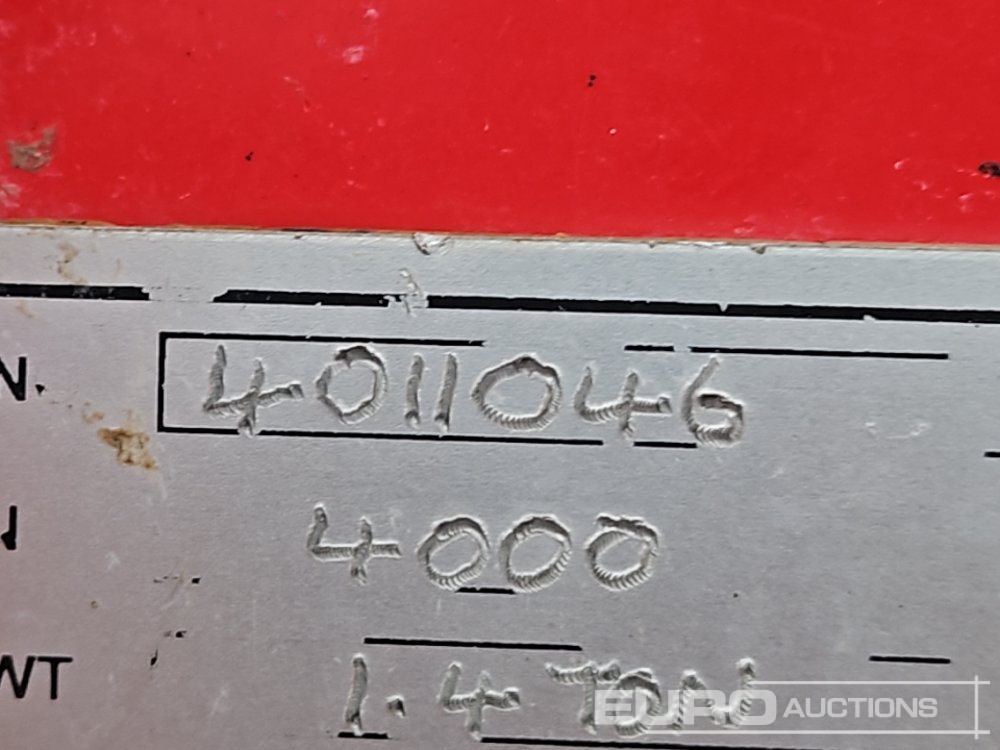 N. 4011046
4000
WT 1.4 TON
EURO AUCTIONS